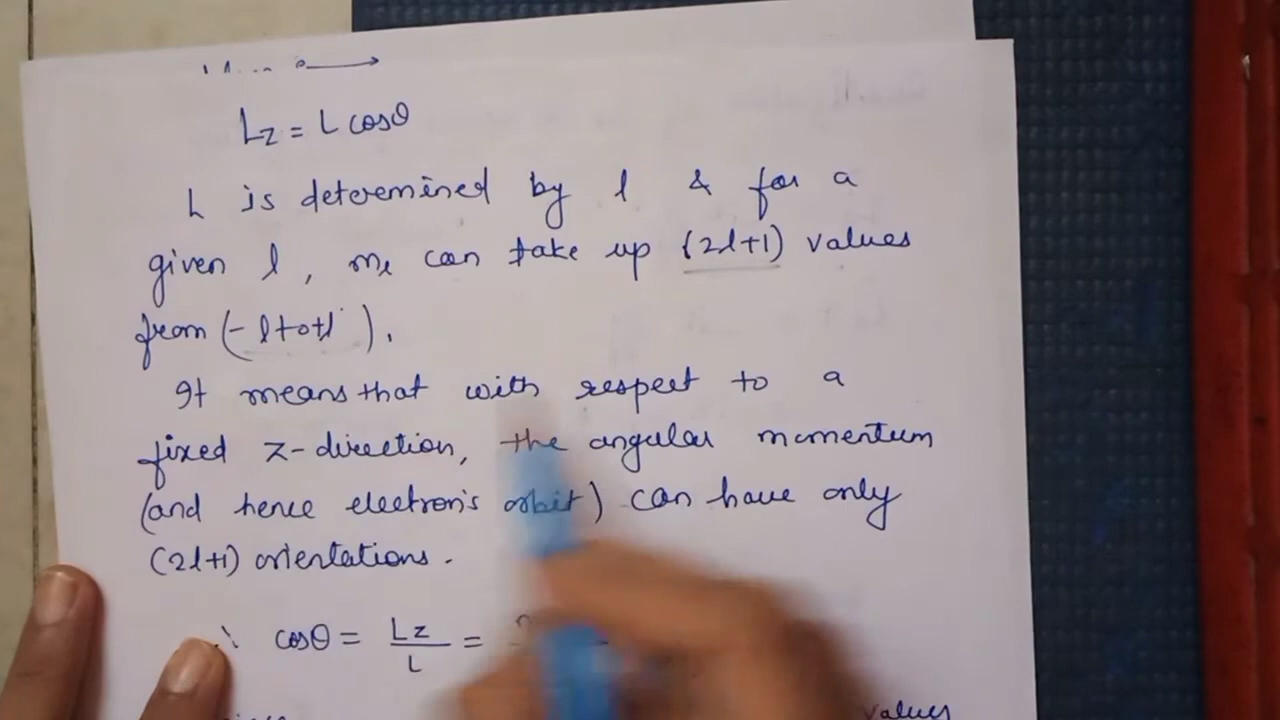 Lz = L cosθ
L is determined by l & for a
given l, ml can take up (2l+1) values
from (-l to +l).
It means that with respect to a
fixed z-direction, the angular momentum
(and hence electron's orbit) can have only
(2l+1) orientations.
∴ cosθ = Lz/L =
values